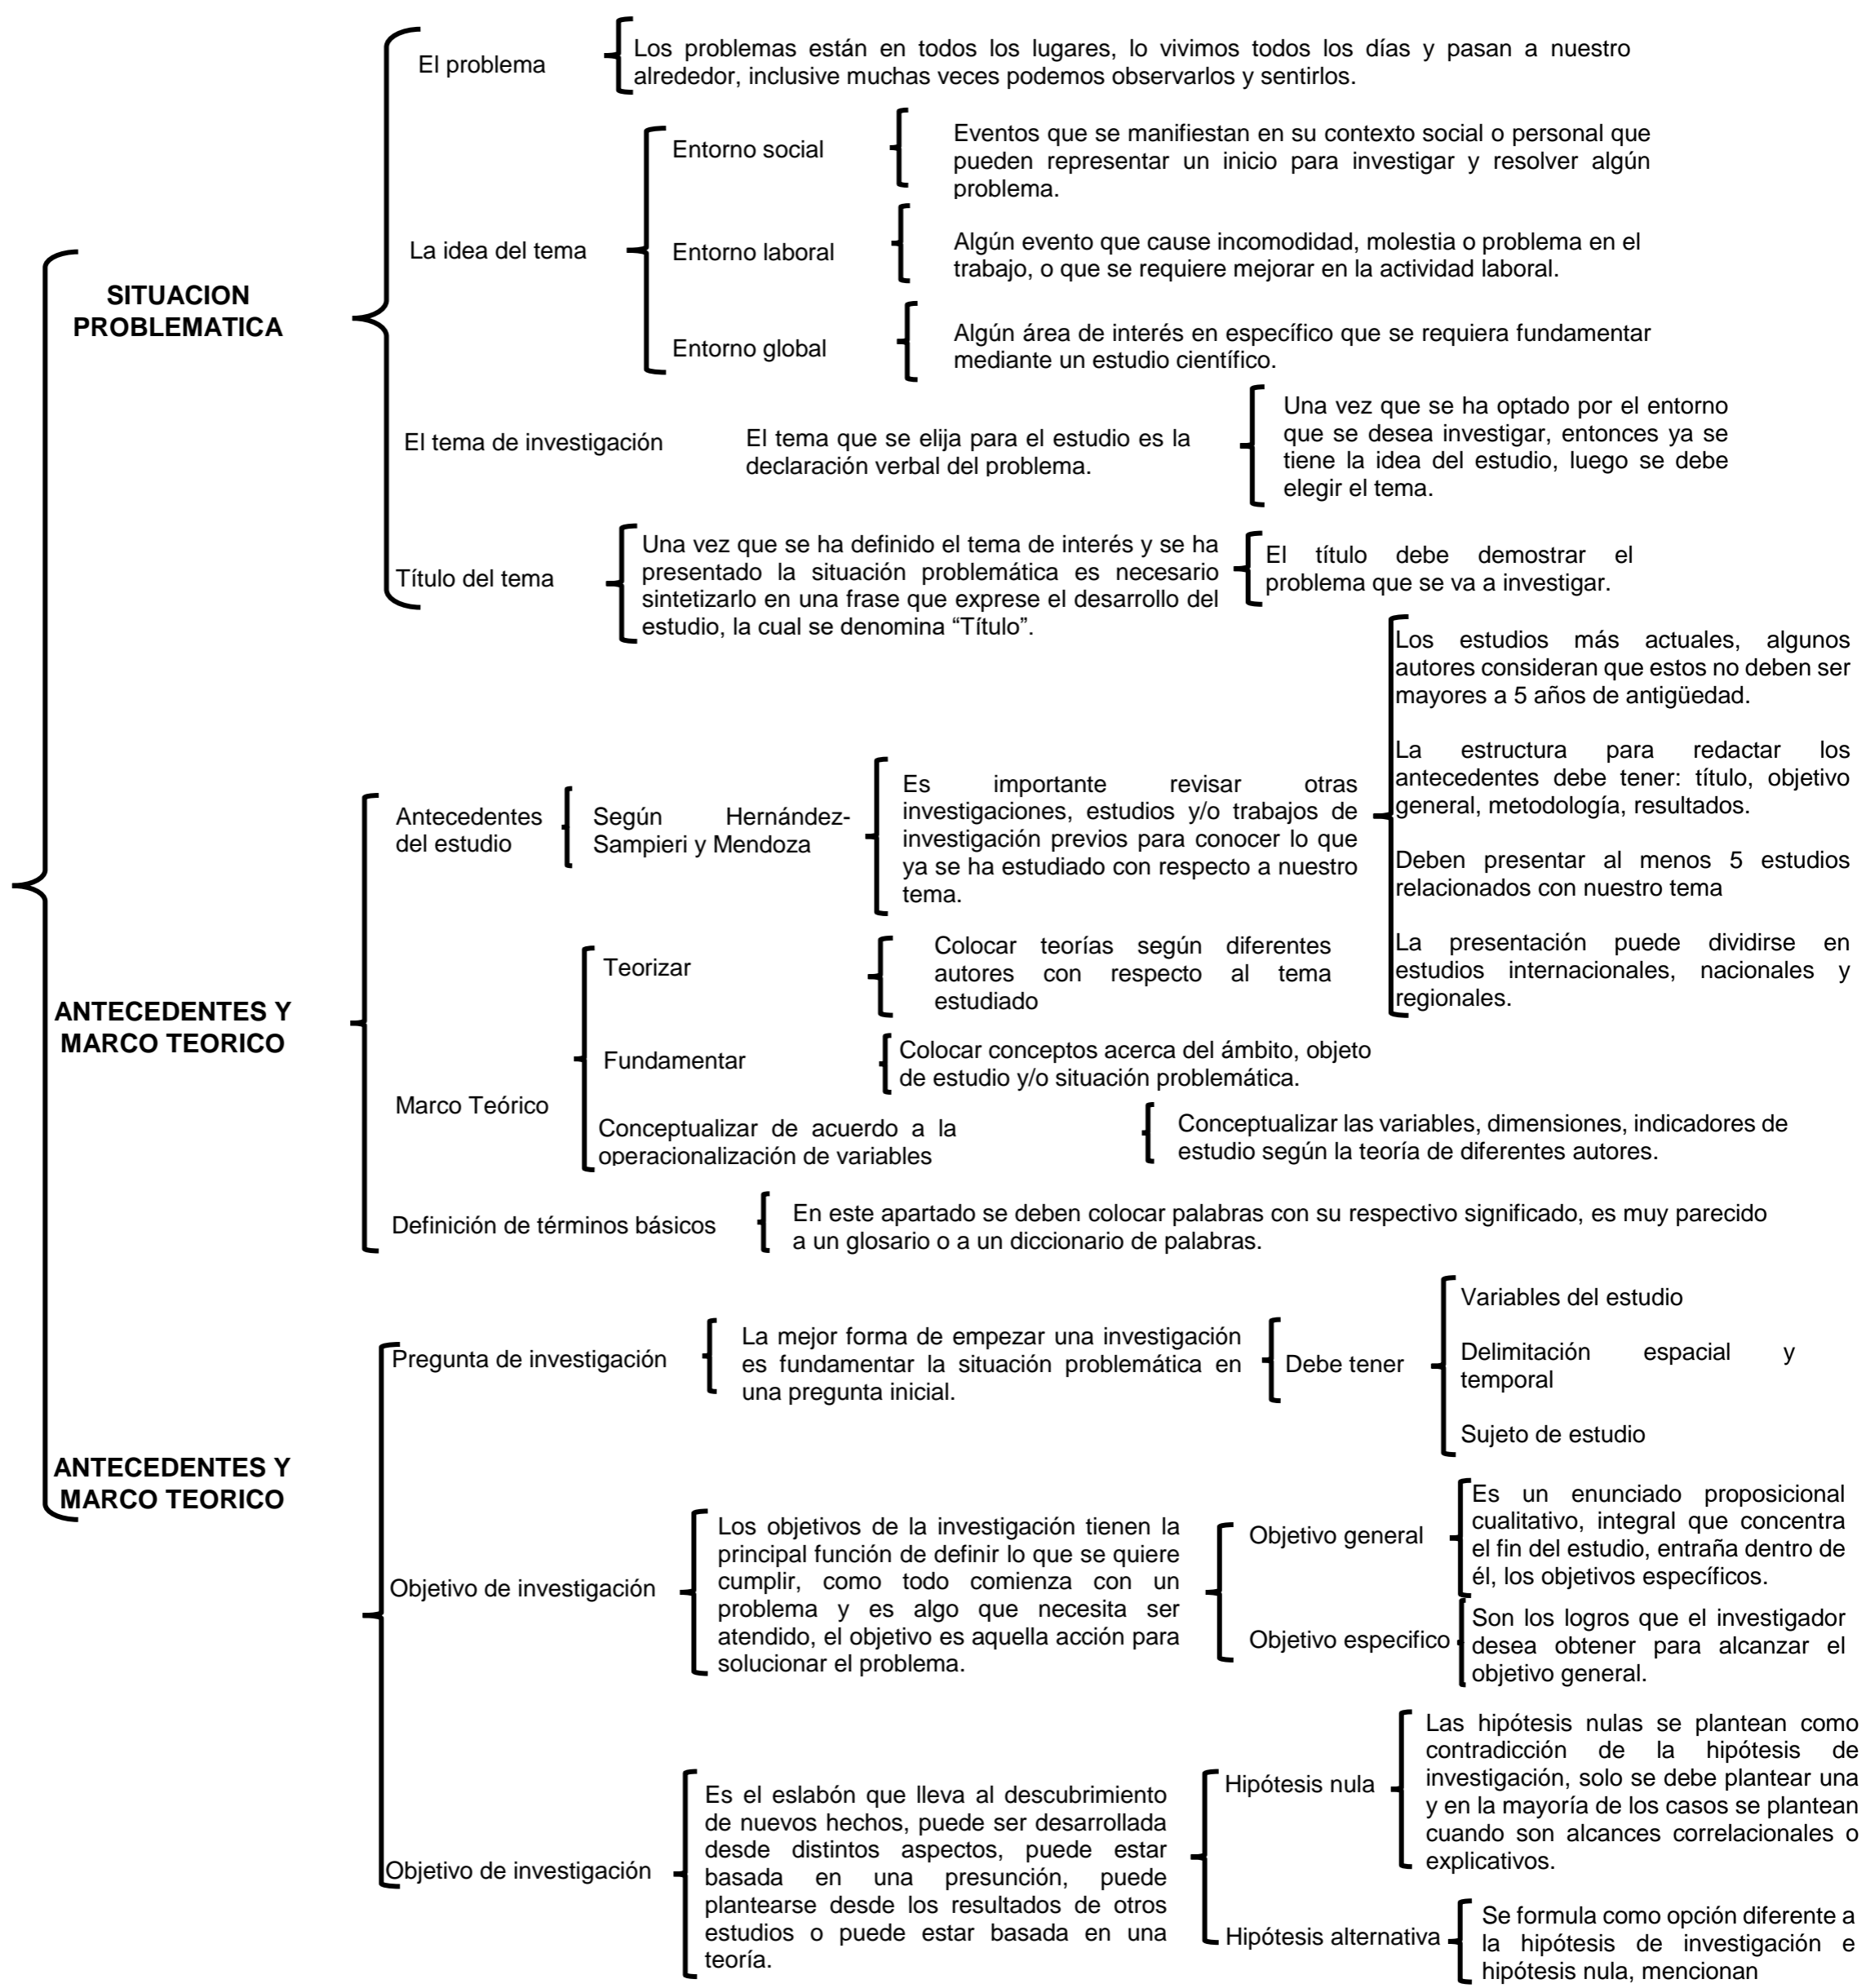 SITUACION
PROBLEMATICA
El problema
Los problemas están en todos los lugares, lo vivimos todos los días y pasan a nuestro
alrededor, inclusive muchas veces podemos observarlos y sentirlos.
La idea del tema
Entorno social
Eventos que se manifiestan en su contexto social o personal que
pueden representar un inicio para investigar y resolver algún
problema.
Entorno laboral
Algún evento que cause incomodidad, molestia o problema en el
trabajo, o que se requiere mejorar en la actividad laboral.
Entorno global
Algún área de interés en específico que se requiera fundamentar
mediante un estudio científico.
El tema de investigación
El tema que se elija para el estudio es la
declaración verbal del problema.
Una vez que se ha optado por el entorno
que se desea investigar, entonces ya se
tiene la idea del estudio, luego se debe
elegir el tema.
Título del tema
Una vez que se ha definido el tema de interés y se ha
presentado la situación problemática es necesario
sintetizarlo en una frase que exprese el desarrollo del
estudio, la cual se denomina “Título”.
El título debe demostrar el
problema que se va a investigar.
ANTECEDENTES Y
MARCO TEORICO
Antecedentes
del estudio
Según Hernández-
Sampieri y Mendoza
Es importante revisar otras
investigaciones, estudios y/o trabajos de
investigación previos para conocer lo que
ya se ha estudiado con respecto a nuestro
tema.
Los estudios más actuales, algunos
autores consideran que estos no deben ser
mayores a 5 años de antigüedad.
La estructura para redactar los
antecedentes debe tener: título, objetivo
general, metodología, resultados.
Deben presentar al menos 5 estudios
relacionados con nuestro tema
La presentación puede dividirse en
estudios internacionales, nacionales y
regionales.
Marco Teórico
Teorizar
Colocar teorías según diferentes
autores con respecto al tema
estudiado
Fundamentar
Colocar conceptos acerca del ámbito, objeto
de estudio y/o situación problemática.
Conceptualizar de acuerdo a la
operacionalización de variables
Conceptualizar las variables, dimensiones, indicadores de
estudio según la teoría de diferentes autores.
Definición de términos básicos
En este apartado se deben colocar palabras con su respectivo significado, es muy parecido
a un glosario o a un diccionario de palabras.
ANTECEDENTES Y
MARCO TEORICO
Pregunta de investigación
La mejor forma de empezar una investigación
es fundamentar la situación problemática en
una pregunta inicial.
Debe tener
Variables del estudio
Delimitación espacial y
temporal
Sujeto de estudio
Objetivo de investigación
Los objetivos de la investigación tienen la
principal función de definir lo que se quiere
cumplir, como todo comienza con un
problema y es algo que necesita ser
atendido, el objetivo es aquella acción para
solucionar el problema.
Objetivo general
Es un enunciado proposicional
cualitativo, integral que concentra
el fin del estudio, entraña dentro de
él, los objetivos específicos.
Objetivo especifico
Son los logros que el investigador
desea obtener para alcanzar el
objetivo general.
Objetivo de investigación
Es el eslabón que lleva al descubrimiento
de nuevos hechos, puede ser desarrollada
desde distintos aspectos, puede estar
basada en una presunción, puede
plantearse desde los resultados de otros
estudios o puede estar basada en una
teoría.
Hipótesis nula
Las hipótesis nulas se plantean como
contradicción de la hipótesis de
investigación, solo se debe plantear una
y en la mayoría de los casos se plantean
cuando son alcances correlacionales o
explicativos.
Hipótesis alternativa
Se formula como opción diferente a
la hipótesis de investigación e
hipótesis nula, mencionan